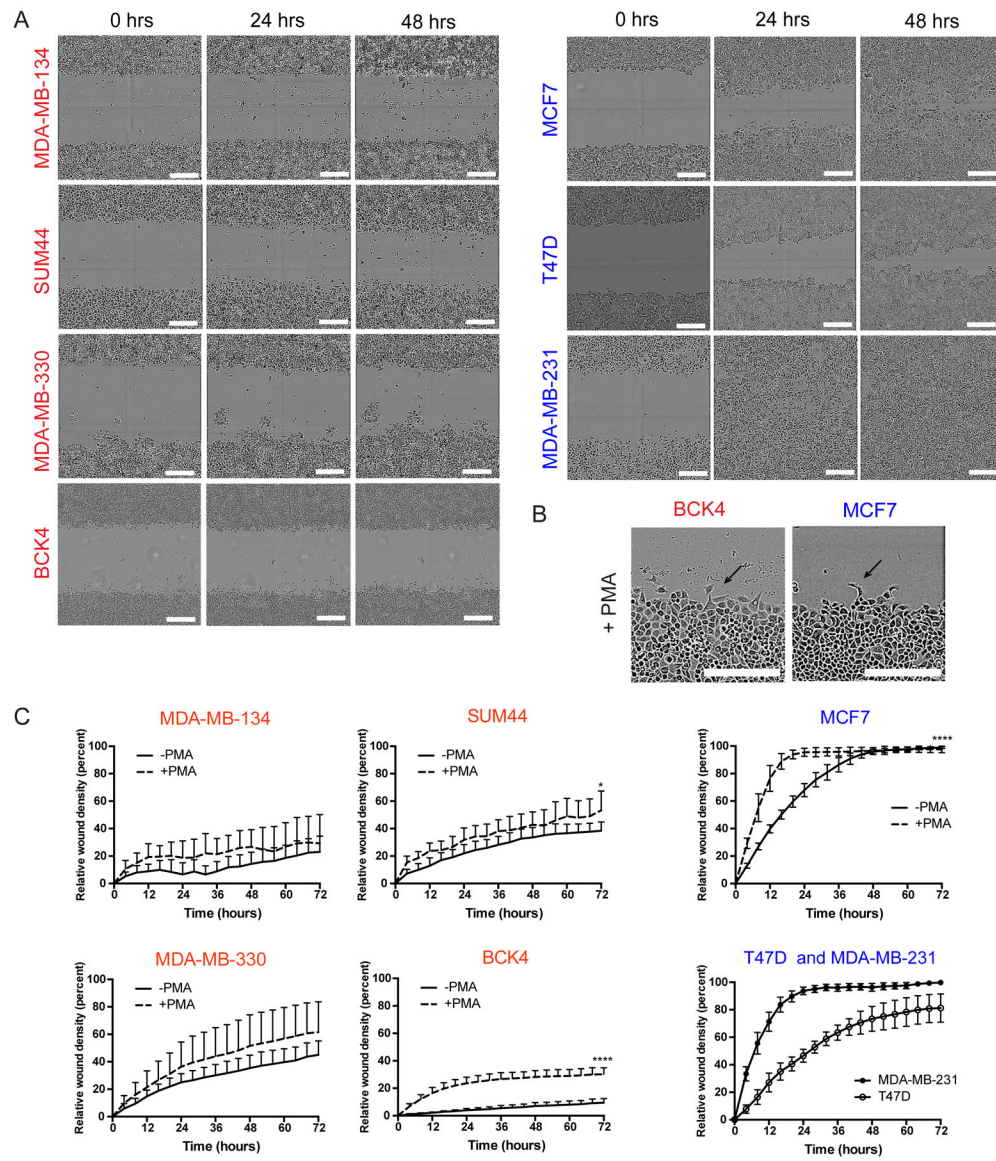 A
0 hrs
24 hrs
48 hrs
MDA-MB-134
SUM44
MDA-MB-330
BCK4
0 hrs
24 hrs
48 hrs
MCF7
T47D
MDA-MB-231
B
BCK4
MCF7
+ PMA
C
MDA-MB-134
Relative wound density (percent)
100
80
60
40
20
0
-PMA
+PMA
0 12 24 36 48 60 72
Time (hours)
SUM44
Relative wound density (percent)
100
80
60
40
20
0
-PMA
+PMA
*
0 12 24 36 48 60 72
Time (hours)
MCF7
Relative wound density (percent)
100
80
60
40
20
0
****
-PMA
+PMA
0 12 24 36 48 60 72
Time (hours)
MDA-MB-330
Relative wound density (percent)
100
80
60
40
20
0
-PMA
+PMA
0 12 24 36 48 60 72
Time (hours)
BCK4
Relative wound density (percent)
100
80
60
40
20
0
-PMA
+PMA
****
0 12 24 36 48 60 72
Time (hours)
T47D and MDA-MB-231
Relative wound density (percent)
100
80
60
40
20
0
MDA-MB-231
T47D
0 12 24 36 48 60 72
Time (hours)